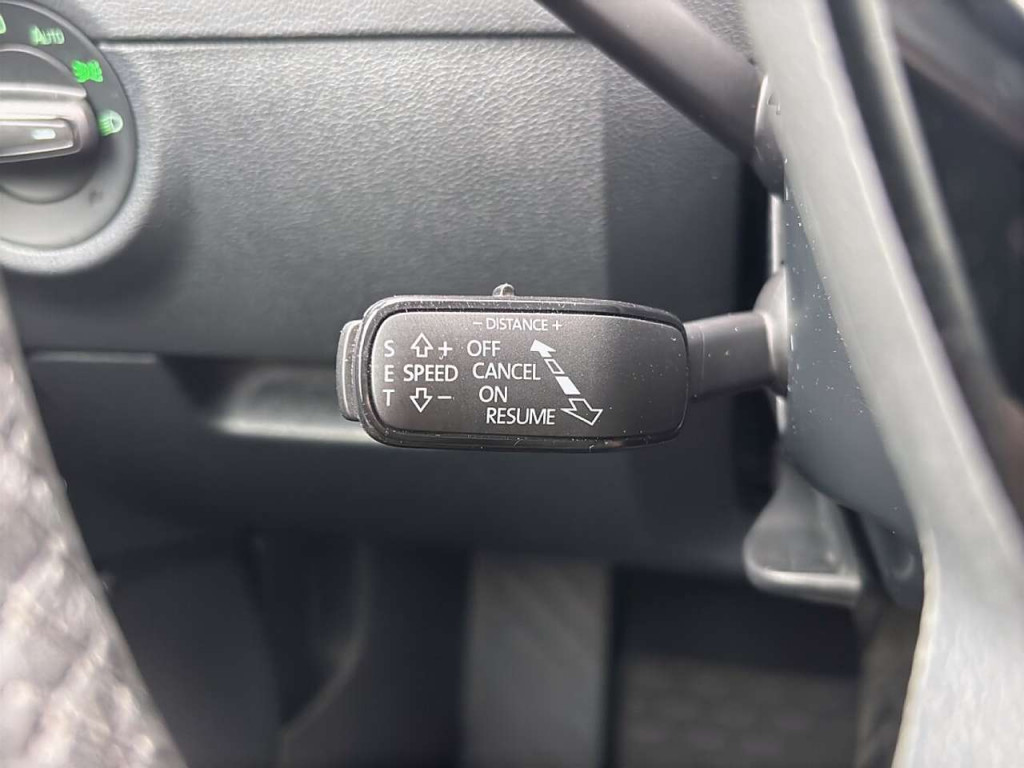 Auto
− DISTANCE +
S + OFF
E SPEED CANCEL
T − ON
RESUME